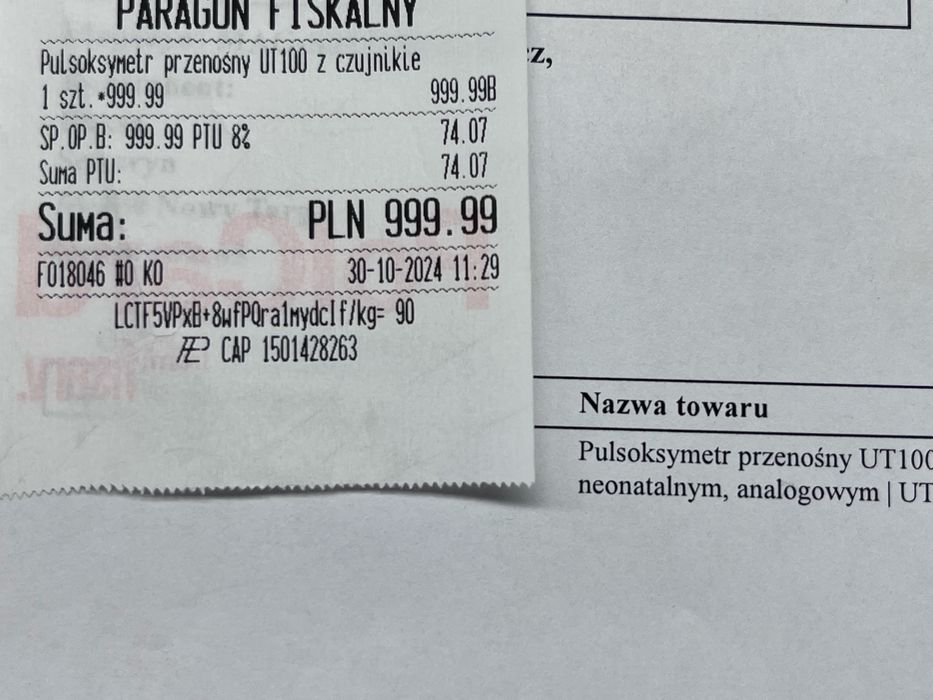 PARAGON FISKALNY
Pulsoksymetr przenośny UT100 z czujnikie
1 szt.*999.99 999.99B
SP.OP.B: 999.99 PTU 8% 74.07
Suma PTU: 74.07
Suma: PLN 999.99
F018046 #0 KO 30-10-2024 11:29
LCTF5VPxB+8wfPQra1mydcIf/kg= 90
CAP 1501428263
z,
Nazwa towaru
Pulsoksymetr przenośny UT100
neonatalnym, analogowym | UT